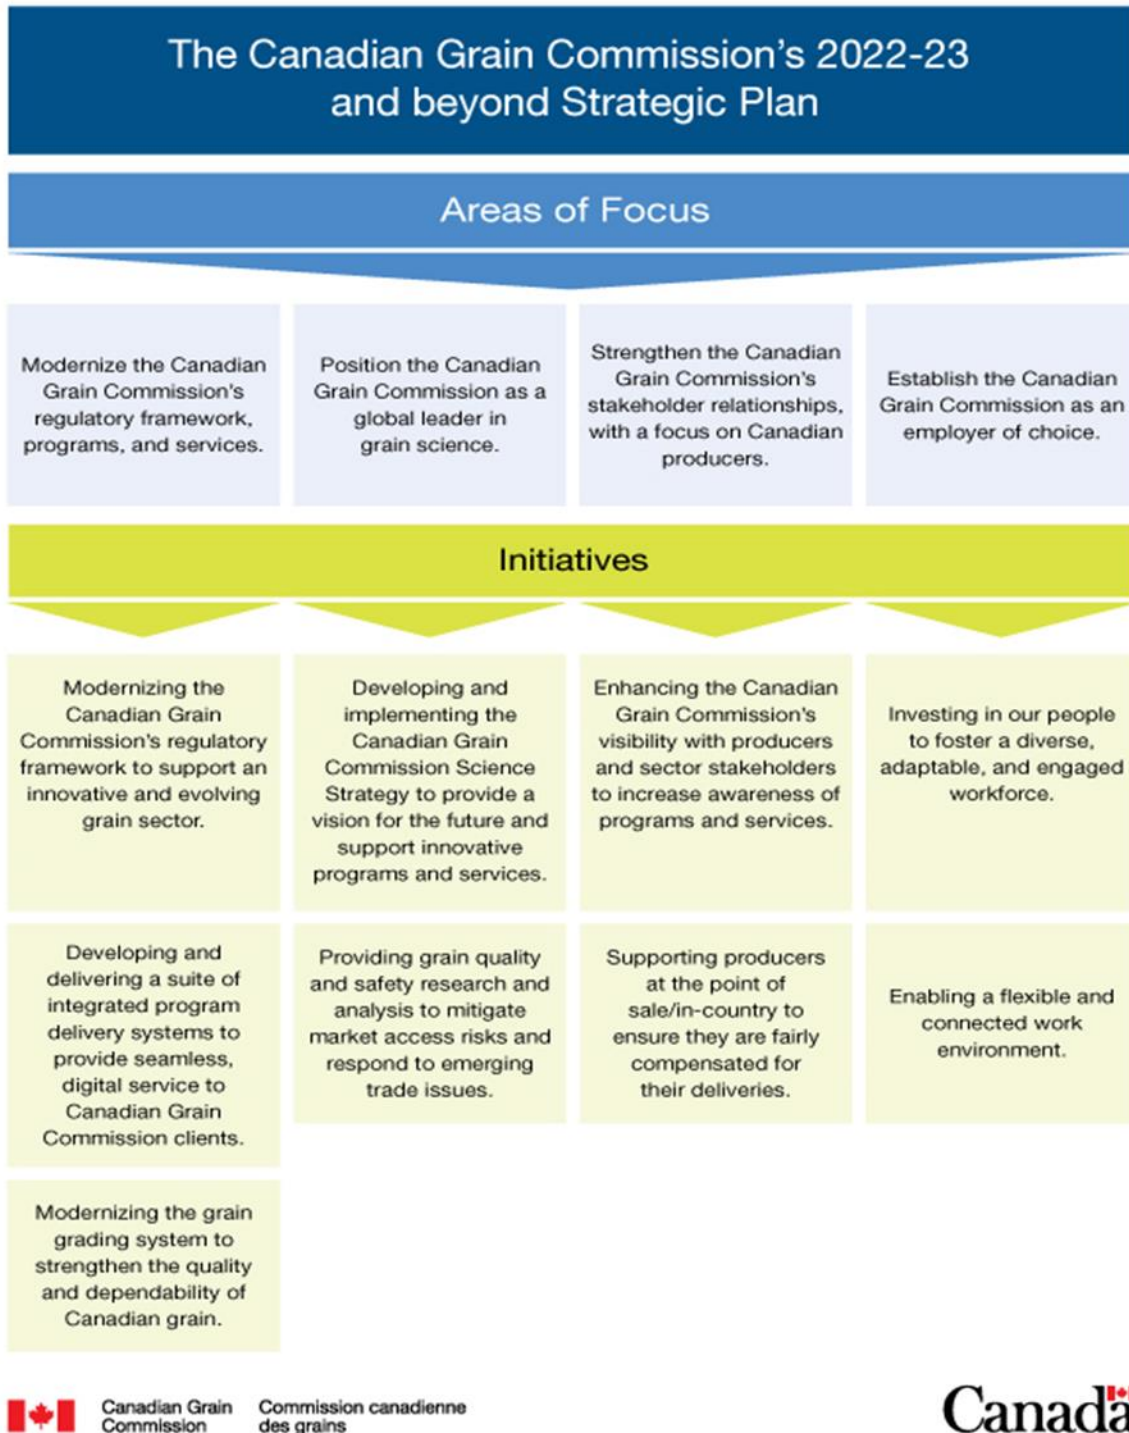 The Canadian Grain Commission's 2022-23
and beyond Strategic Plan
Areas of Focus
Modernize the Canadian
Grain Commission's
regulatory framework,
programs, and services.
Position the Canadian
Grain Commission as a
global leader in
grain science.
Strengthen the Canadian
Grain Commission's
stakeholder relationships,
with a focus on Canadian
producers.
Establish the Canadian
Grain Commission as an
employer of choice.
Initiatives
Modernizing the
Canadian Grain
Commission's regulatory
framework to support an
innovative and evolving
grain sector.
Developing and
delivering a suite of
integrated program
delivery systems to
provide seamless,
digital service to
Canadian Grain
Commission clients.
Modernizing the grain
grading system to
strengthen the quality
and dependability of
Canadian grain.
Developing and
implementing the
Canadian Grain
Commission Science
Strategy to provide a
vision for the future and
support innovative
programs and services.
Providing grain quality
and safety research and
analysis to mitigate
market access risks and
respond to emerging
trade issues.
Enhancing the Canadian
Grain Commission's
visibility with producers
and sector stakeholders
to increase awareness of
programs and services.
Supporting producers
at the point of
sale/in-country to
ensure they are fairly
compensated for
their deliveries.
Investing in our people
to foster a diverse,
adaptable, and engaged
workforce.
Enabling a flexible and
connected work
environment.
Canadian Grain
Commission
Commission canadienne
des grains
Canada